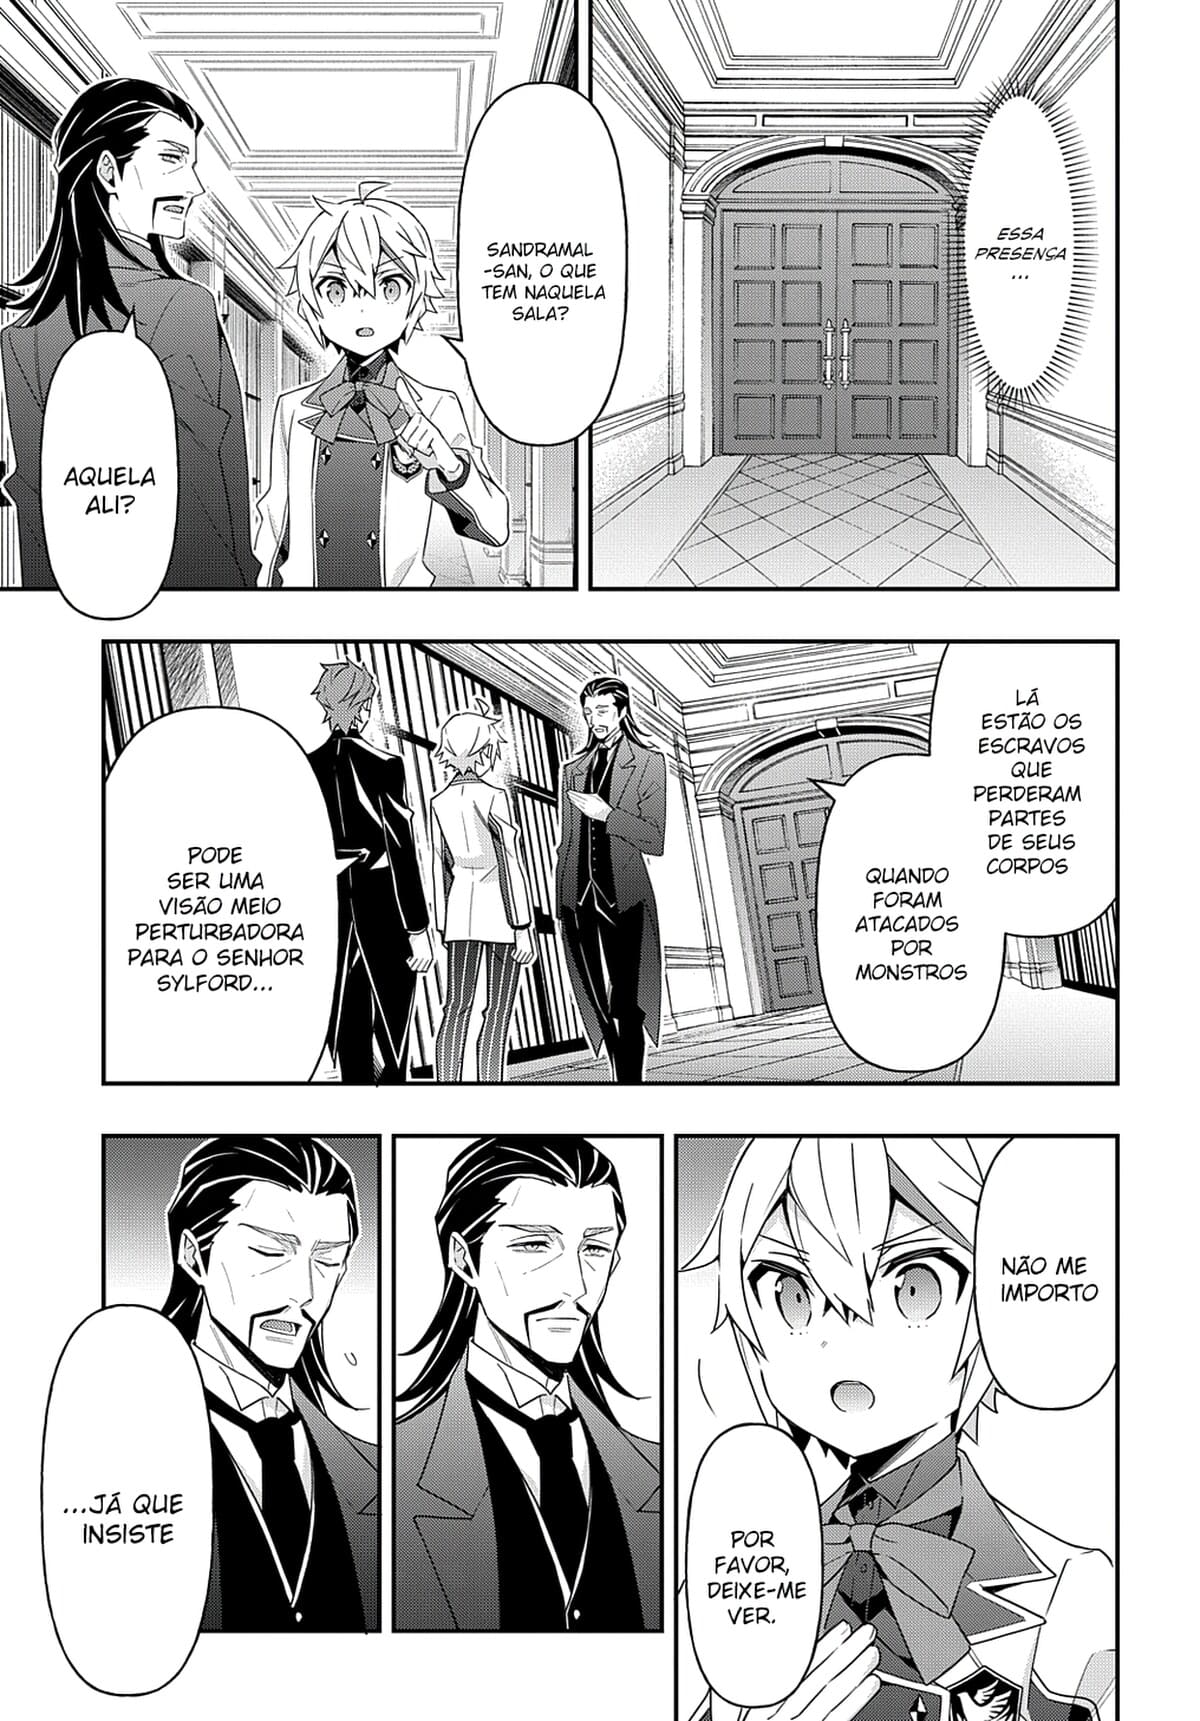 ESSA
PRESENÇA
...
SANDRAMAL
-SAN, O QUE
TEM NAQUELA
SALA?
AQUELA
ALI?
LÁ
ESTÃO OS
ESCRAVOS
QUE
PERDERAM
PARTES
DE SEUS
CORPOS
QUANDO
FORAM
ATACADOS
POR
MONSTROS
PODE
SER UMA
VISÃO MEIO
PERTURBADORA
PARA O SENHOR
SYLFORD...
NÃO ME
IMPORTO
POR
FAVOR,
DEIXE-ME
VER.
...JÁ QUE
INSISTE